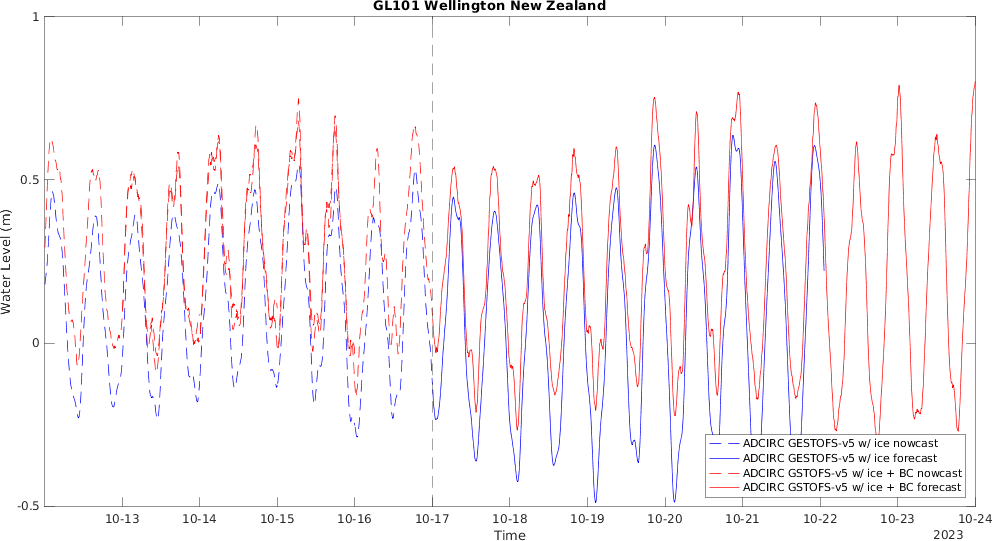 GL101 Wellington New Zealand
1
0.5
0
-0.5
Water Level (m)
10-13 10-14 10-15 10-16 10-17 10-18 10-19 10-20 10-21 10-22 10-23 10-24
Time
2023
ADCIRC GESTOFS-v5 w/ ice nowcast
ADCIRC GESTOFS-v5 w/ ice forecast
ADCIRC GSTOFS-v5 w/ ice + BC nowcast
ADCIRC GSTOFS-v5 w/ ice + BC forecast